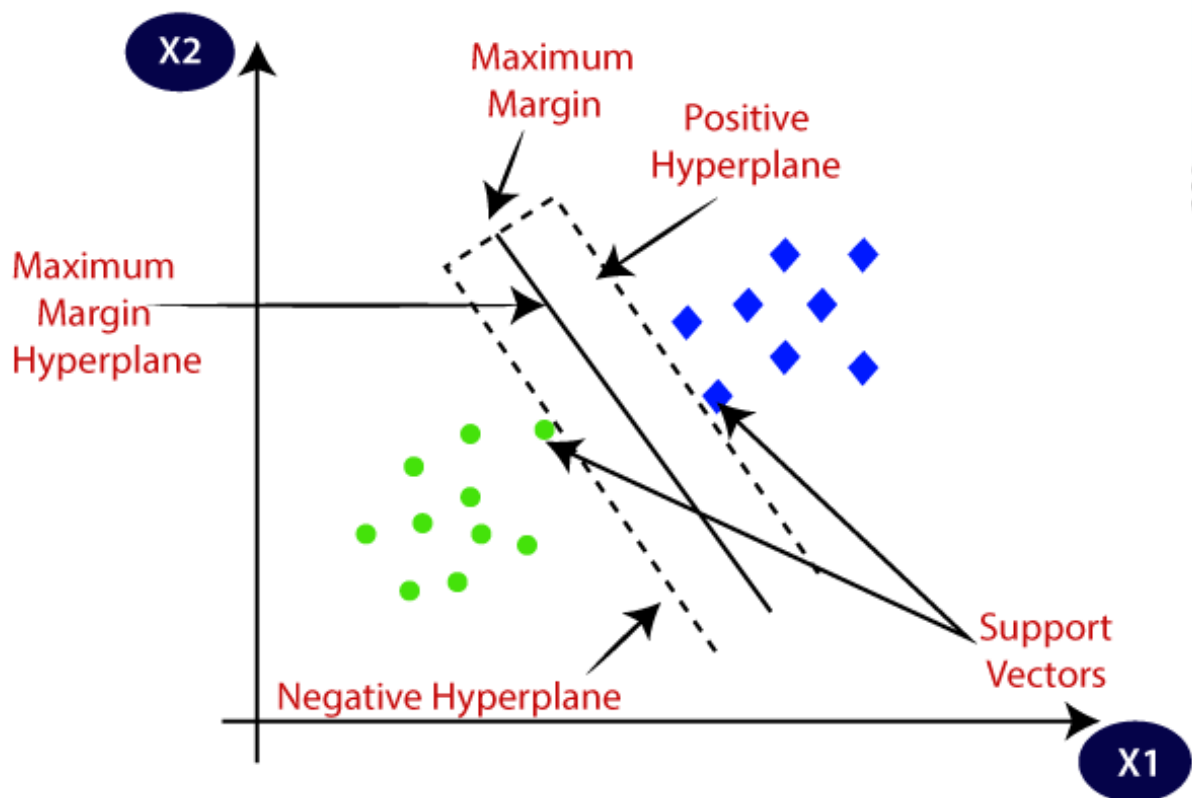 X2
Maximum
Margin
Positive
Hyperplane
Maximum
Margin
Hyperplane
Support
Vectors
Negative Hyperplane
X1